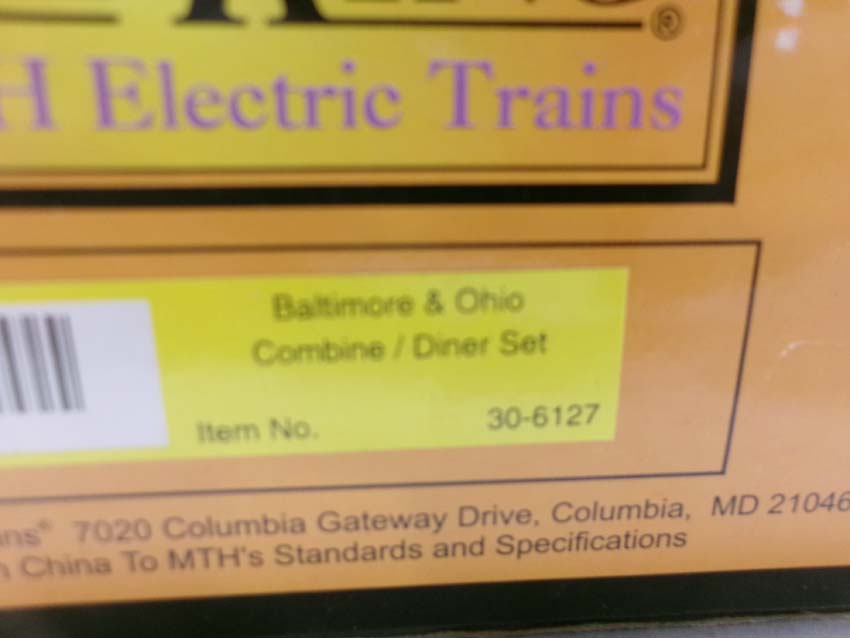 ®
H Electric Trains
Baltimore & Ohio
Combine / Diner Set
Item No. 30-6127
ns® 7020 Columbia Gateway Drive, Columbia, MD 21046
China To MTH's Standards and Specifications